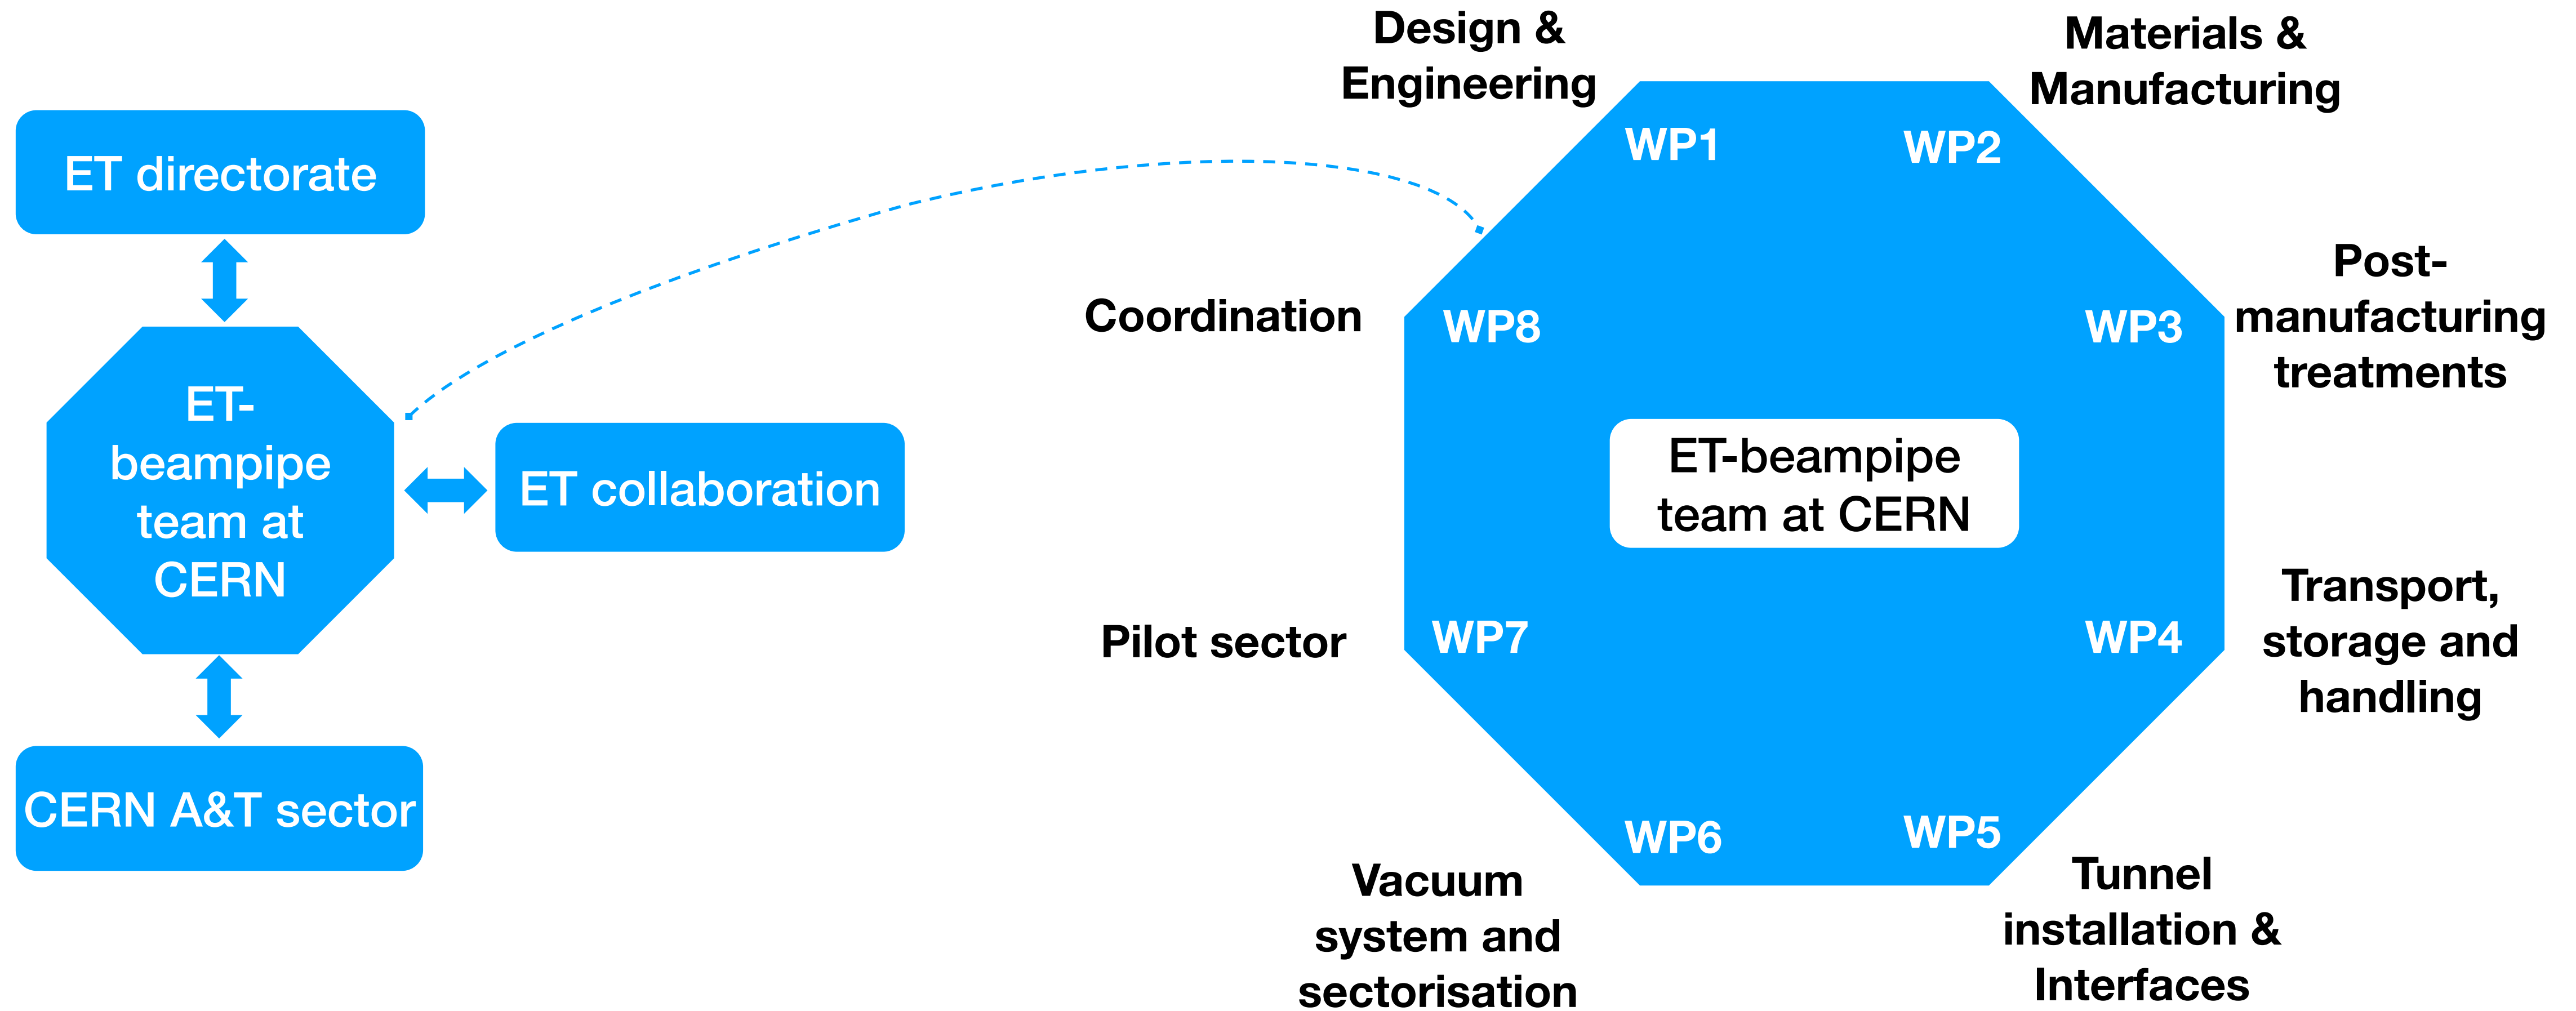 ET directorate
ET-
beampipe
team at
CERN
ET collaboration
CERN A&T sector
Design &
Engineering
Materials &
Manufacturing
WP1
WP2
Post-
manufacturing
treatments
Coordination
WP8
WP3
ET-beampipe
team at CERN
Transport,
storage and
handling
Pilot sector
WP7
WP4
WP6
WP5
Vacuum
system and
sectorisation
Tunnel
installation &
Interfaces